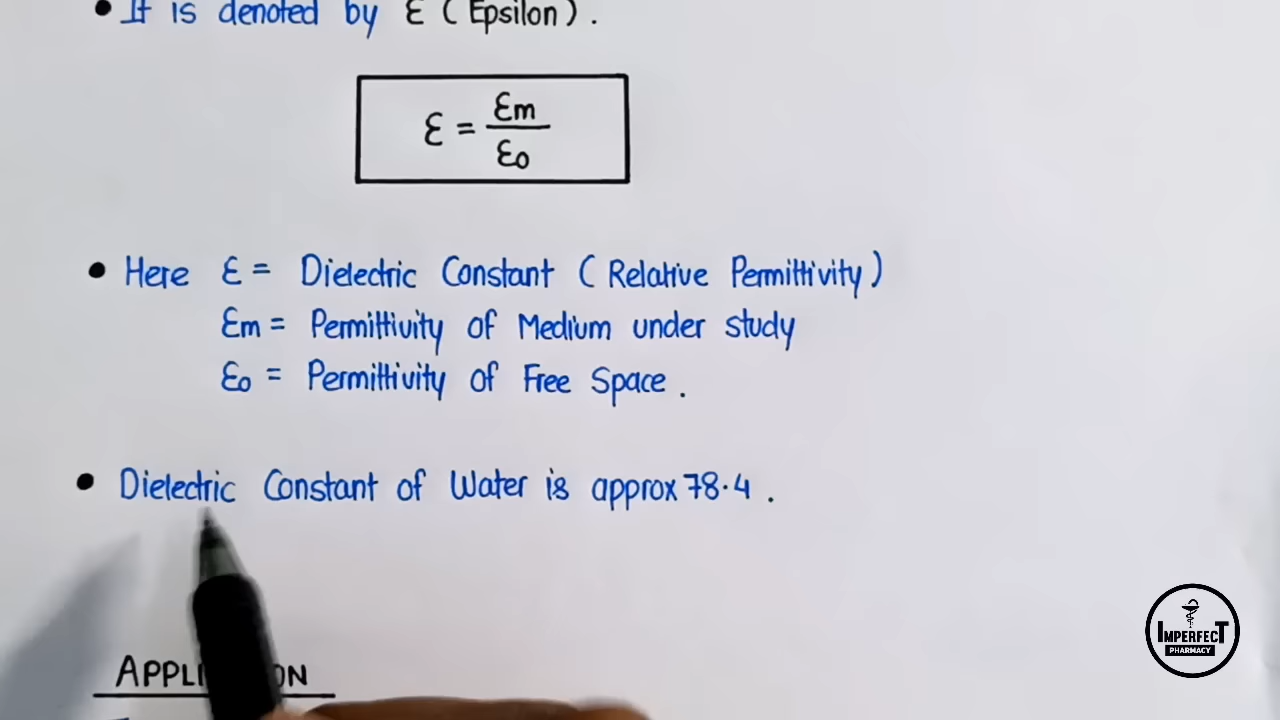 • It is denoted by ε (Epsilon).
ε = εm / εo
• Here ε = Dielectric Constant (Relative Permittivity)
εm = Permittivity of Medium under study
εo = Permittivity of Free Space.
• Dielectric Constant of Water is approx 78.4.
IMPERFECT
PHARMACY